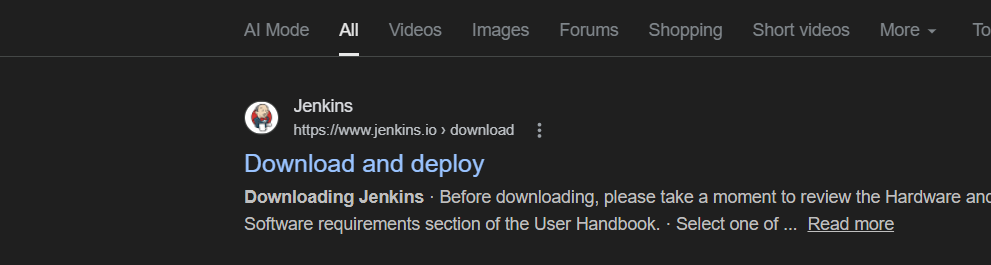 AI Mode All Videos Images Forums Shopping Short videos More To
Jenkins
https://www.jenkins.io › download
Download and deploy
Downloading Jenkins · Before downloading, please take a moment to review the Hardware and
Software requirements section of the User Handbook. · Select one of ... Read more